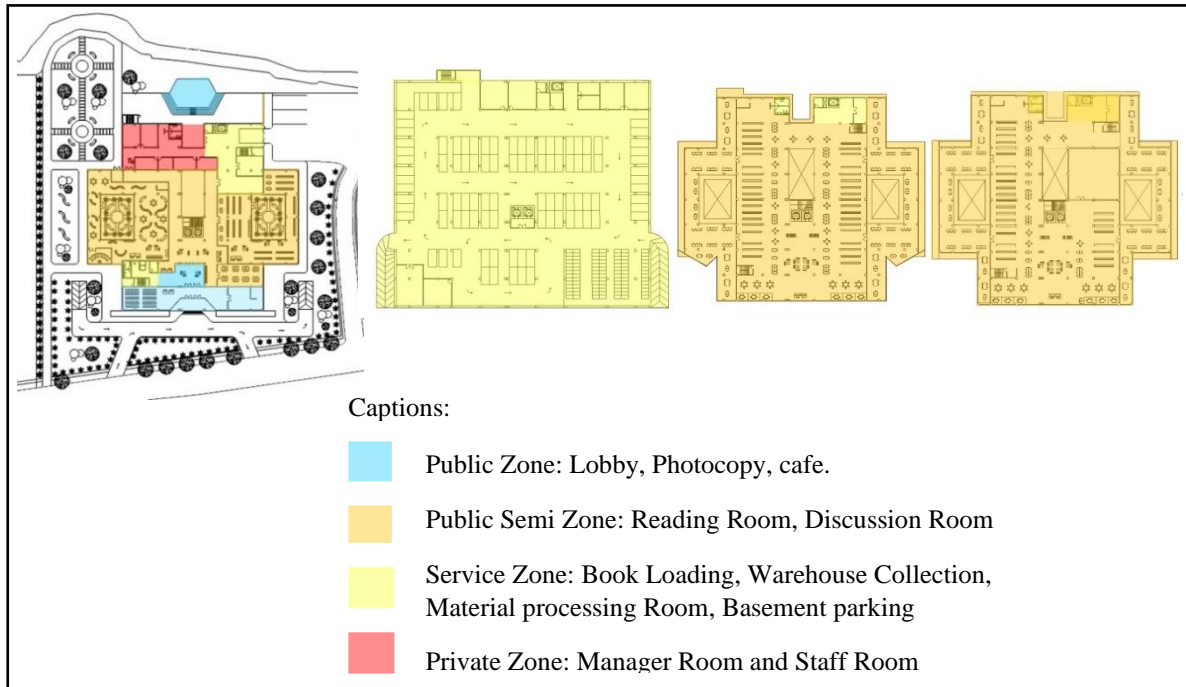 Captions:
Public Zone: Lobby, Photocopy, cafe.
Public Semi Zone: Reading Room, Discussion Room
Service Zone: Book Loading, Warehouse Collection,
Material processing Room, Basement parking
Private Zone: Manager Room and Staff Room